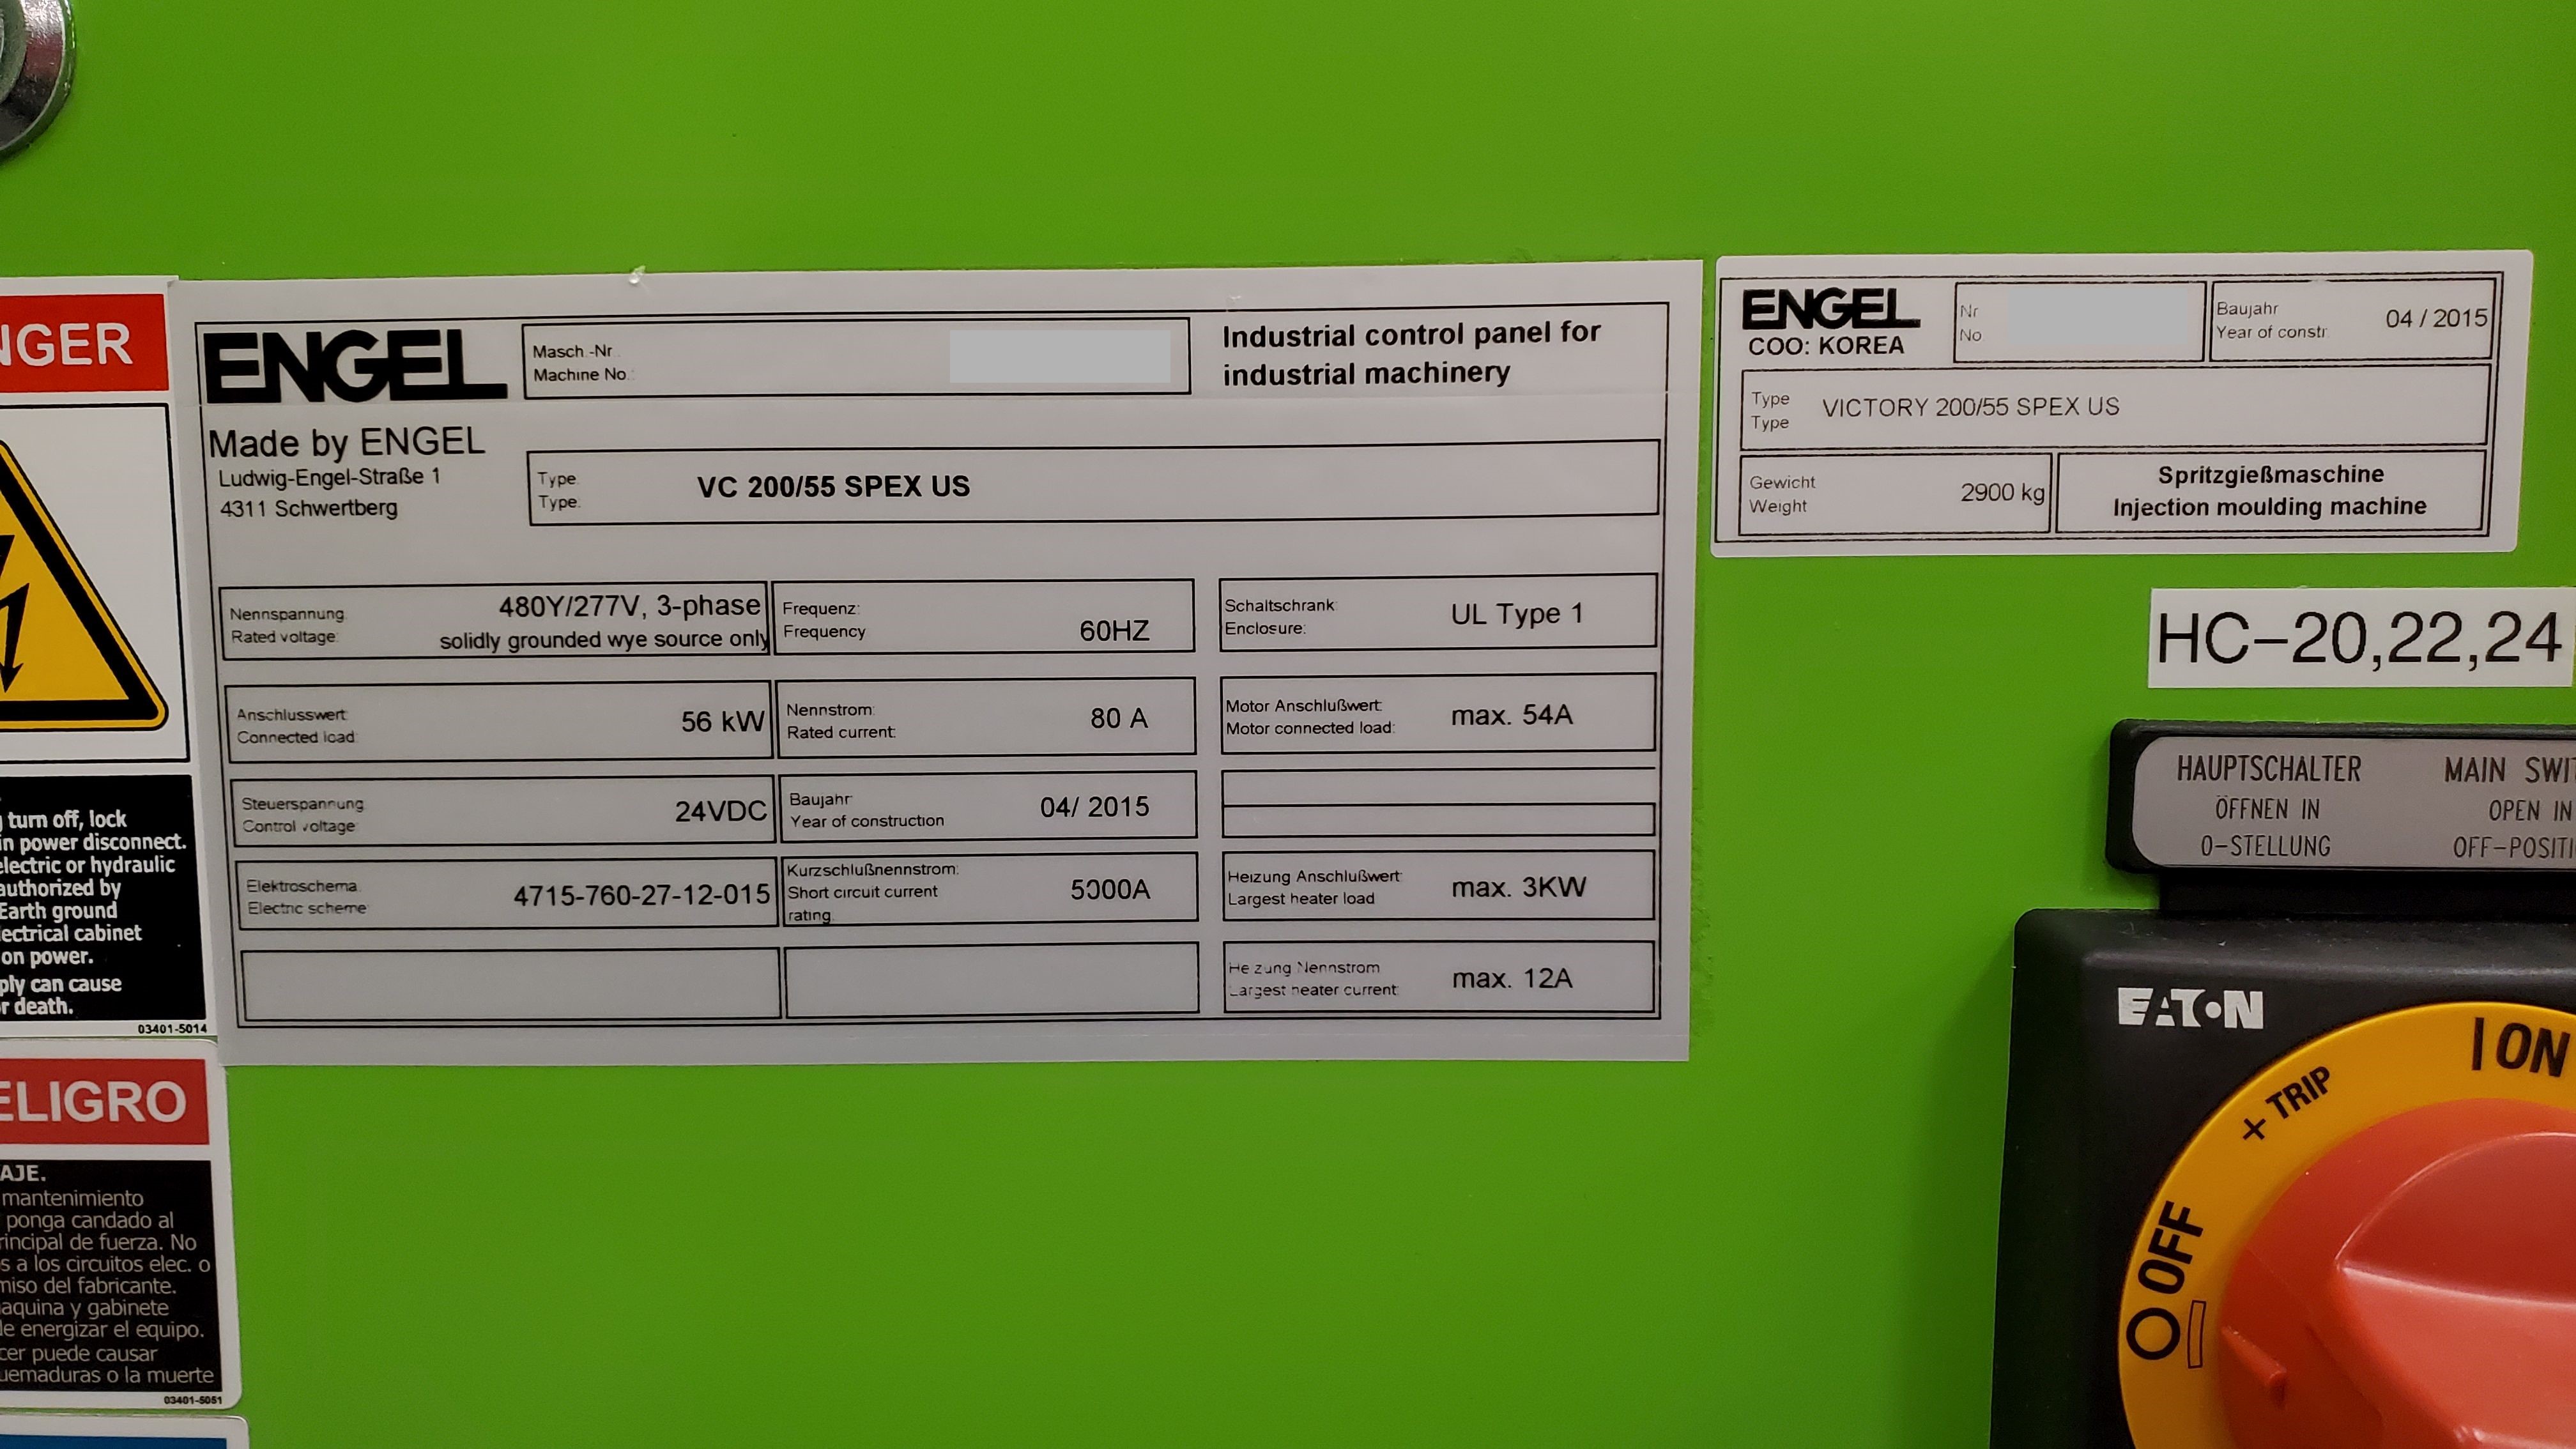 NGER
turn off, lock
in power disconnect.
electric or hydraulic
authorized by
Earth ground
lectrical cabinet
on power.
ply can cause
r death.
03401-5014
ELIGRO
AJE.
mantenimiento
ponga candado al
rincipal de fuerza. No
s a los circuitos elec. o
miso del fabricante.
aquina y gabinete
de energizar el equipo.
cer puede causar
uemaduras o la muerte
03401-5051
ENGEL
Masch.-Nr.
Machine No.:
Industrial control panel for
industrial machinery
Made by ENGEL
Ludwig-Engel-Straße 1
4311 Schwertberg
Type:
Type:
VC 200/55 SPEX US
Nennspannung:
Rated voltage:
480Y/277V, 3-phase
solidly grounded wye source only
Frequenz:
Frequency
60HZ
Schaltschrank:
Enclosure:
UL Type 1
Anschlusswert:
Connected load:
56 kW
Nennstrom:
Rated current:
80 A
Motor Anschlußwert:
Motor connected load:
max. 54A
Steuerspannung
Control voltage:
24VDC
Baujahr:
Year of construction
04/ 2015
Elektroschema:
Electric scheme
4715-760-27-12-015
Kurzschlußnennstrom:
Short circuit current
rating:
5000A
Heizung Anschlußwert:
Largest heater load
max. 3KW
Heizung Nennstrom
Largest heater current:
max. 12A
ENGEL
COO: KOREA
Nr
No
Baujahr
Year of constr.
04 / 2015
Type
Type
VICTORY 200/55 SPEX US
Gewicht
Weight
2900 kg
Spritzgießmaschine
Injection moulding machine
HC-20,22,24
HAUPTSCHALTER
ÖFFNEN IN
O-STELLUNG
MAIN SWI
OPEN IN
OFF-POSITI
EATON
I ON
+ TRIP
O OFF